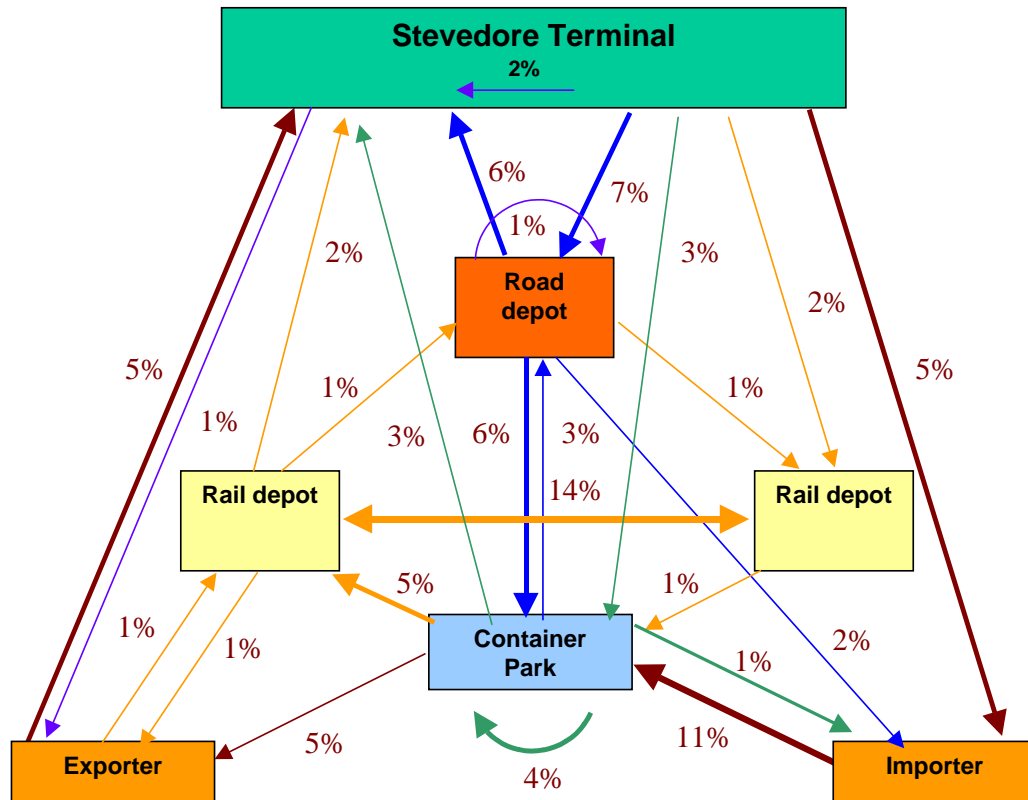 Stevedore Terminal
2%
6%
7%
1%
2%
3%
Road
depot
2%
5%
1%
1%
5%
1%
3%
6%
3%
Rail depot
14%
Rail depot
5%
1%
1%
1%
Container
Park
1%
2%
5%
11%
4%
Exporter
Importer